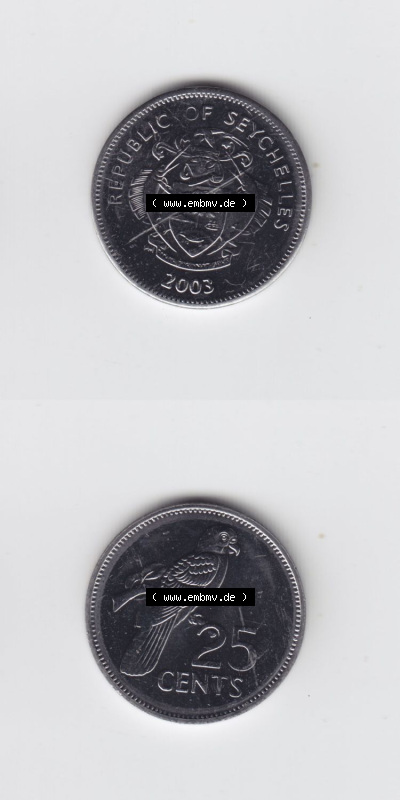 REPUBLIC OF SEYCHELLES
( www.embmv.de )
2003
( www.embmv.de )
25
CENTS